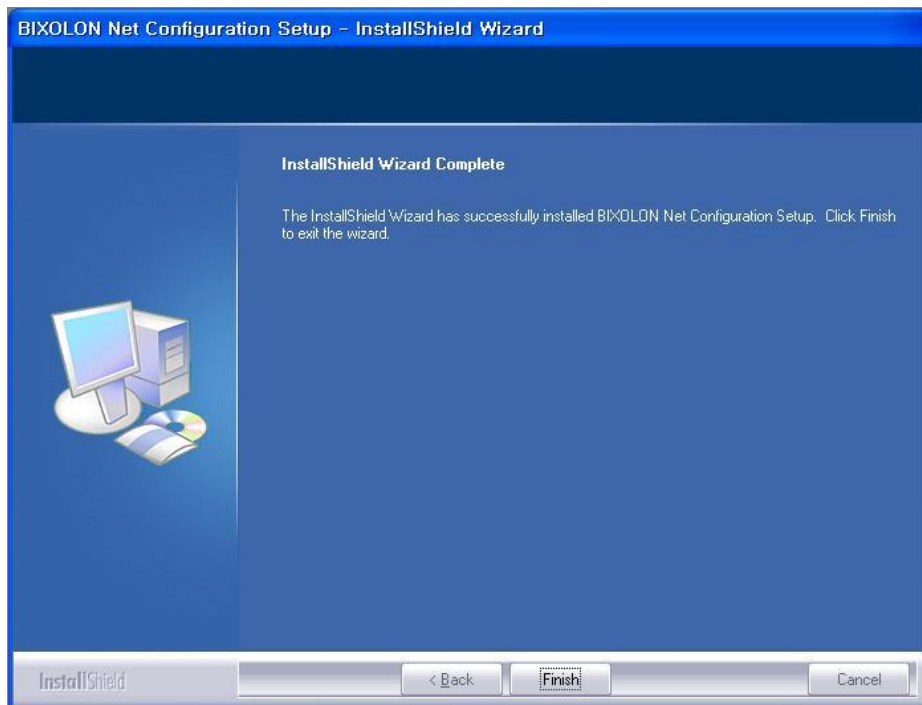 BIXOLON Net Configuration Setup - InstallShield Wizard
InstallShield Wizard Complete
The InstallShield Wizard has successfully installed BIXOLON Net Configuration Setup. Click Finish
to exit the wizard.
InstallShield
< Back
Finish
Cancel